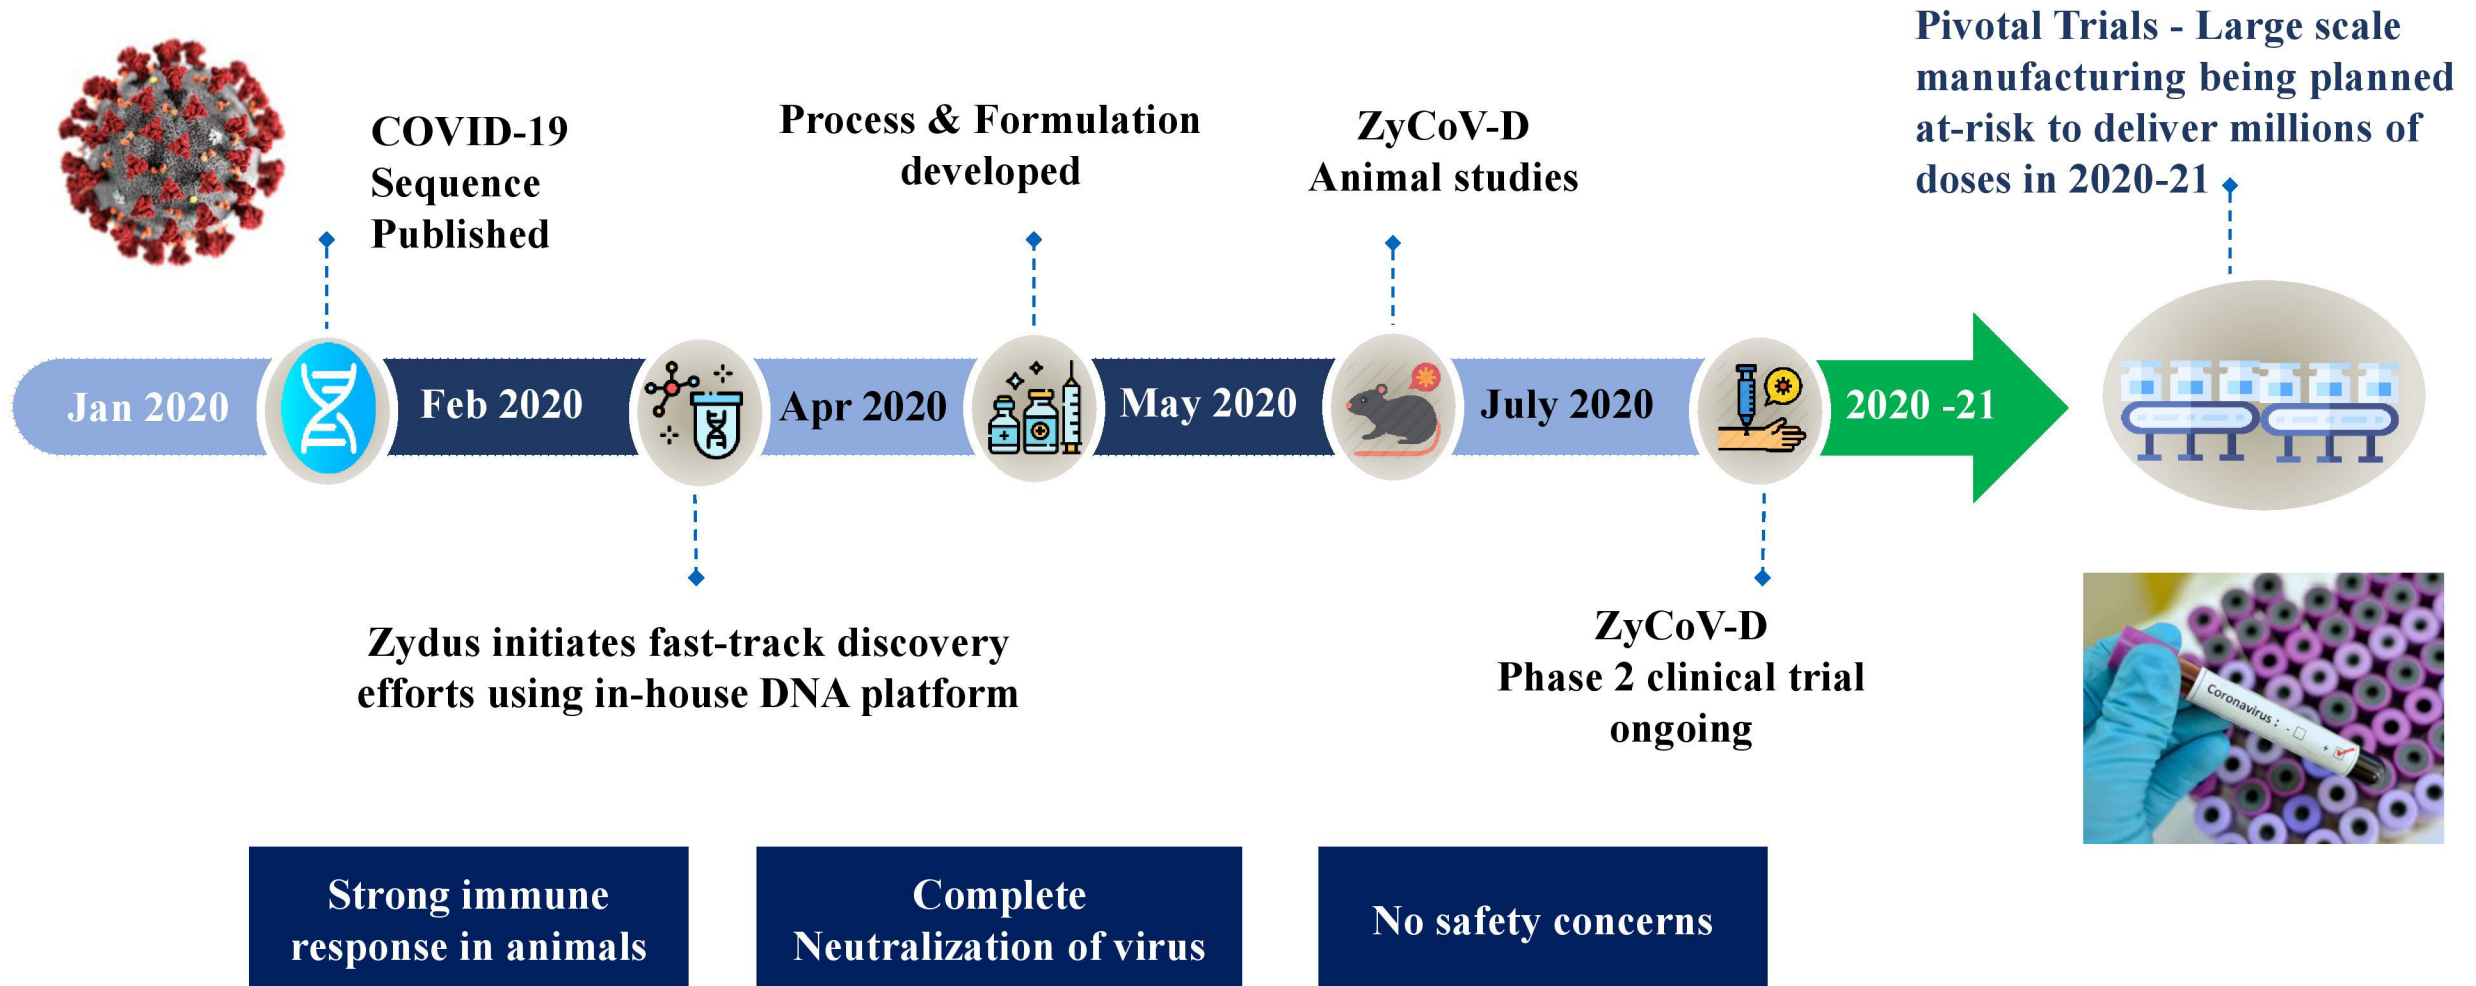 Pivotal Trials - Large scale
manufacturing being planned
at-risk to deliver millions of
doses in 2020-21
COVID-19
Sequence
Published
Process & Formulation
developed
ZyCoV-D
Animal studies
Jan 2020
Feb 2020
Apr 2020
May 2020
July 2020
2020 -21
Zydus initiates fast-track discovery
efforts using in-house DNA platform
ZyCoV-D
Phase 2 clinical trial
ongoing
Coronavirus :
- 
+
Strong immune
response in animals
Complete
Neutralization of virus
No safety concerns